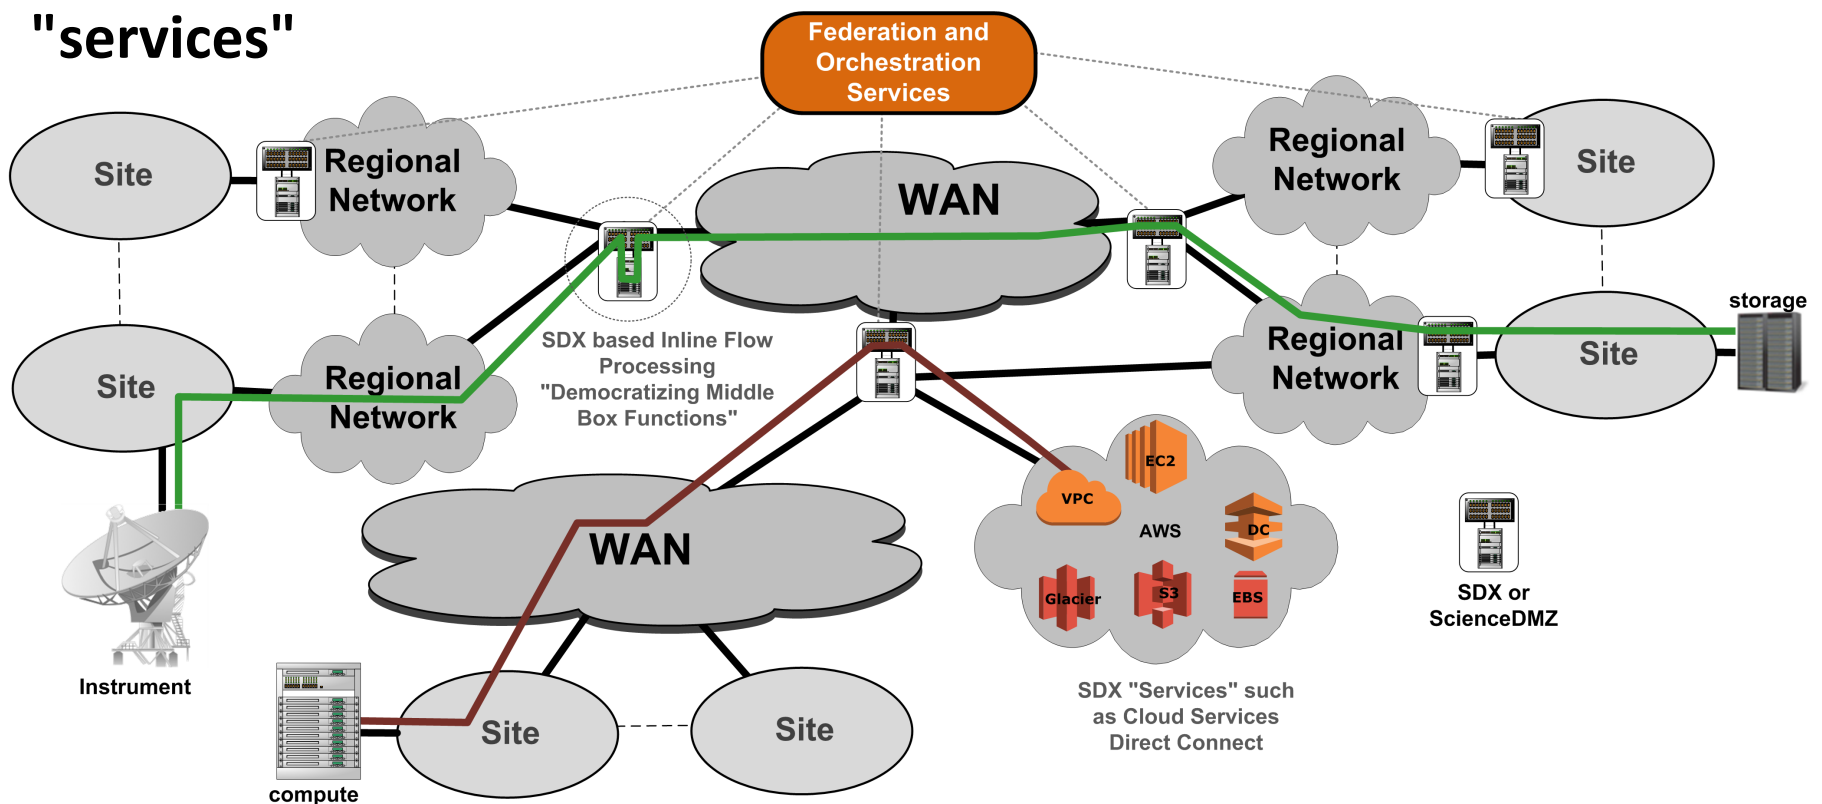 "services"
Federation and
Orchestration
Services
Site
Regional
Network
WAN
Regional
Network
Site
Site
Regional
Network
SDX based Inline Flow
Processing
"Democratizing Middle
Box Functions"
Regional
Network
Site
storage
WAN
VPC
EC2
AWS
DC
Glacier
S3
EBS
SDX or
ScienceDMZ
Instrument
compute
Site
Site
SDX "Services" such
as Cloud Services
Direct Connect